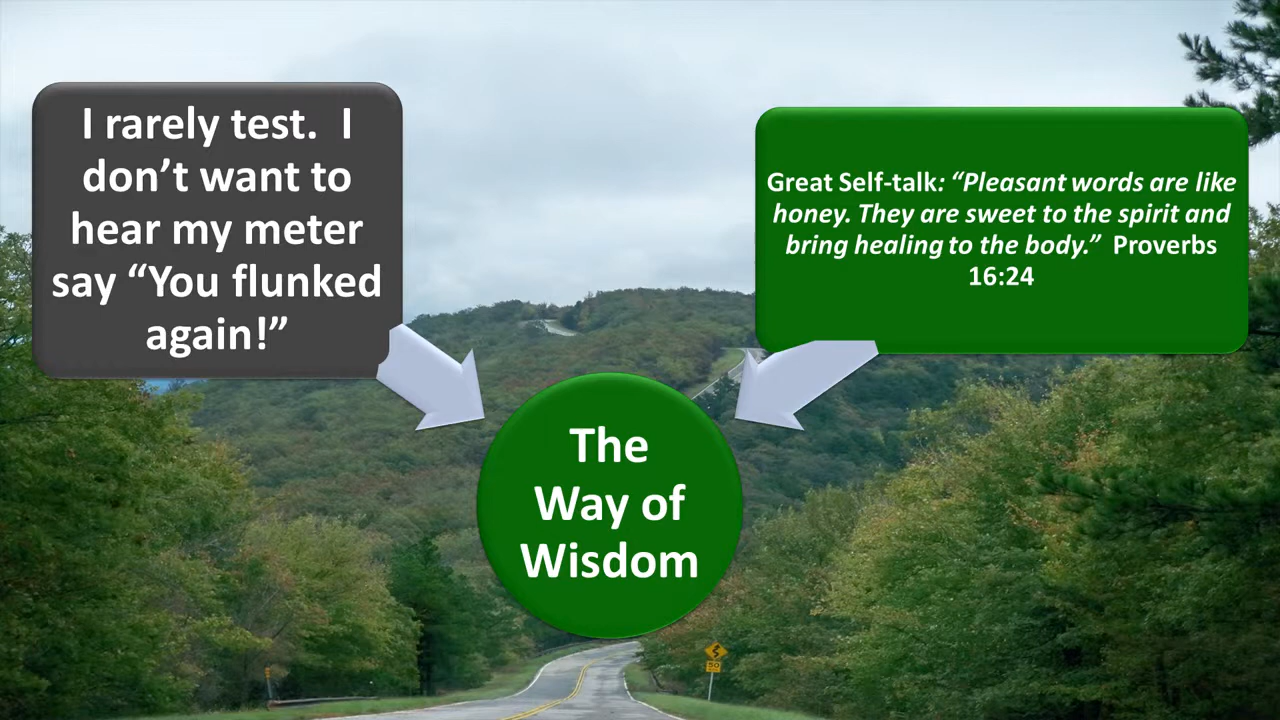 I rarely test.  I
don’t want to
hear my meter
say “You flunked
again!”
Great Self-talk: “Pleasant words are like
honey. They are sweet to the spirit and
bring healing to the body.”  Proverbs
16:24
The
Way of
Wisdom